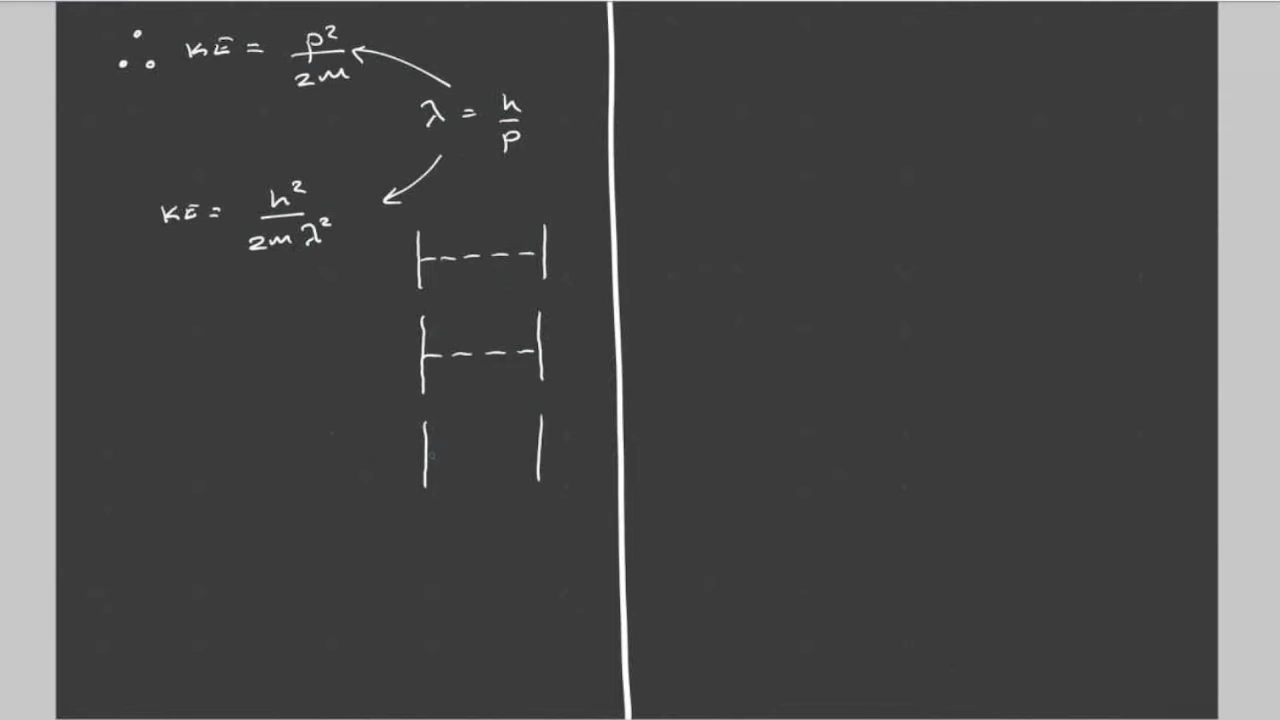 ∴ KE = p²/2m
λ = h/p
KE = h²/2mλ²